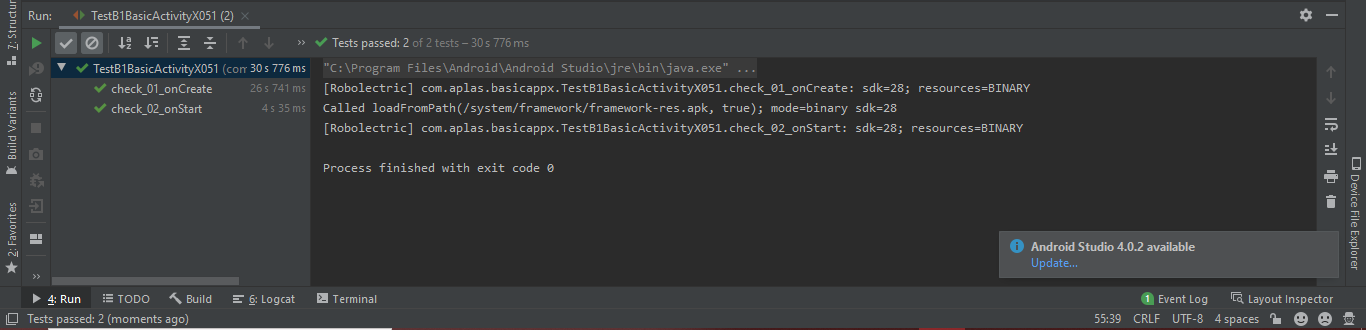 Run: TestB1BasicActivityX051 (2)
Tests passed: 2 of 2 tests – 30 s 776 ms
TestB1BasicActivityX051 (com 30 s 776 ms
check_01_onCreate 26 s 741 ms
check_02_onStart 4 s 35 ms
"C:\Program Files\Android\Android Studio\jre\bin\java.exe" ...
[Robolectric] com.aplas.basicappx.TestB1BasicActivityX051.check_01_onCreate: sdk=28; resources=BINARY
Called loadFromPath(/system/framework/framework-res.apk, true); mode=binary sdk=28
[Robolectric] com.aplas.basicappx.TestB1BasicActivityX051.check_02_onStart: sdk=28; resources=BINARY
Process finished with exit code 0
Z: Structure
Build Variants
2: Favorites
Device File Explorer
Android Studio 4.0.2 available
Update...
4: Run TODO Build 6: Logcat Terminal 1 Event Log Layout Inspector
Tests passed: 2 (moments ago) 55:39 CRLF UTF-8 4 spaces